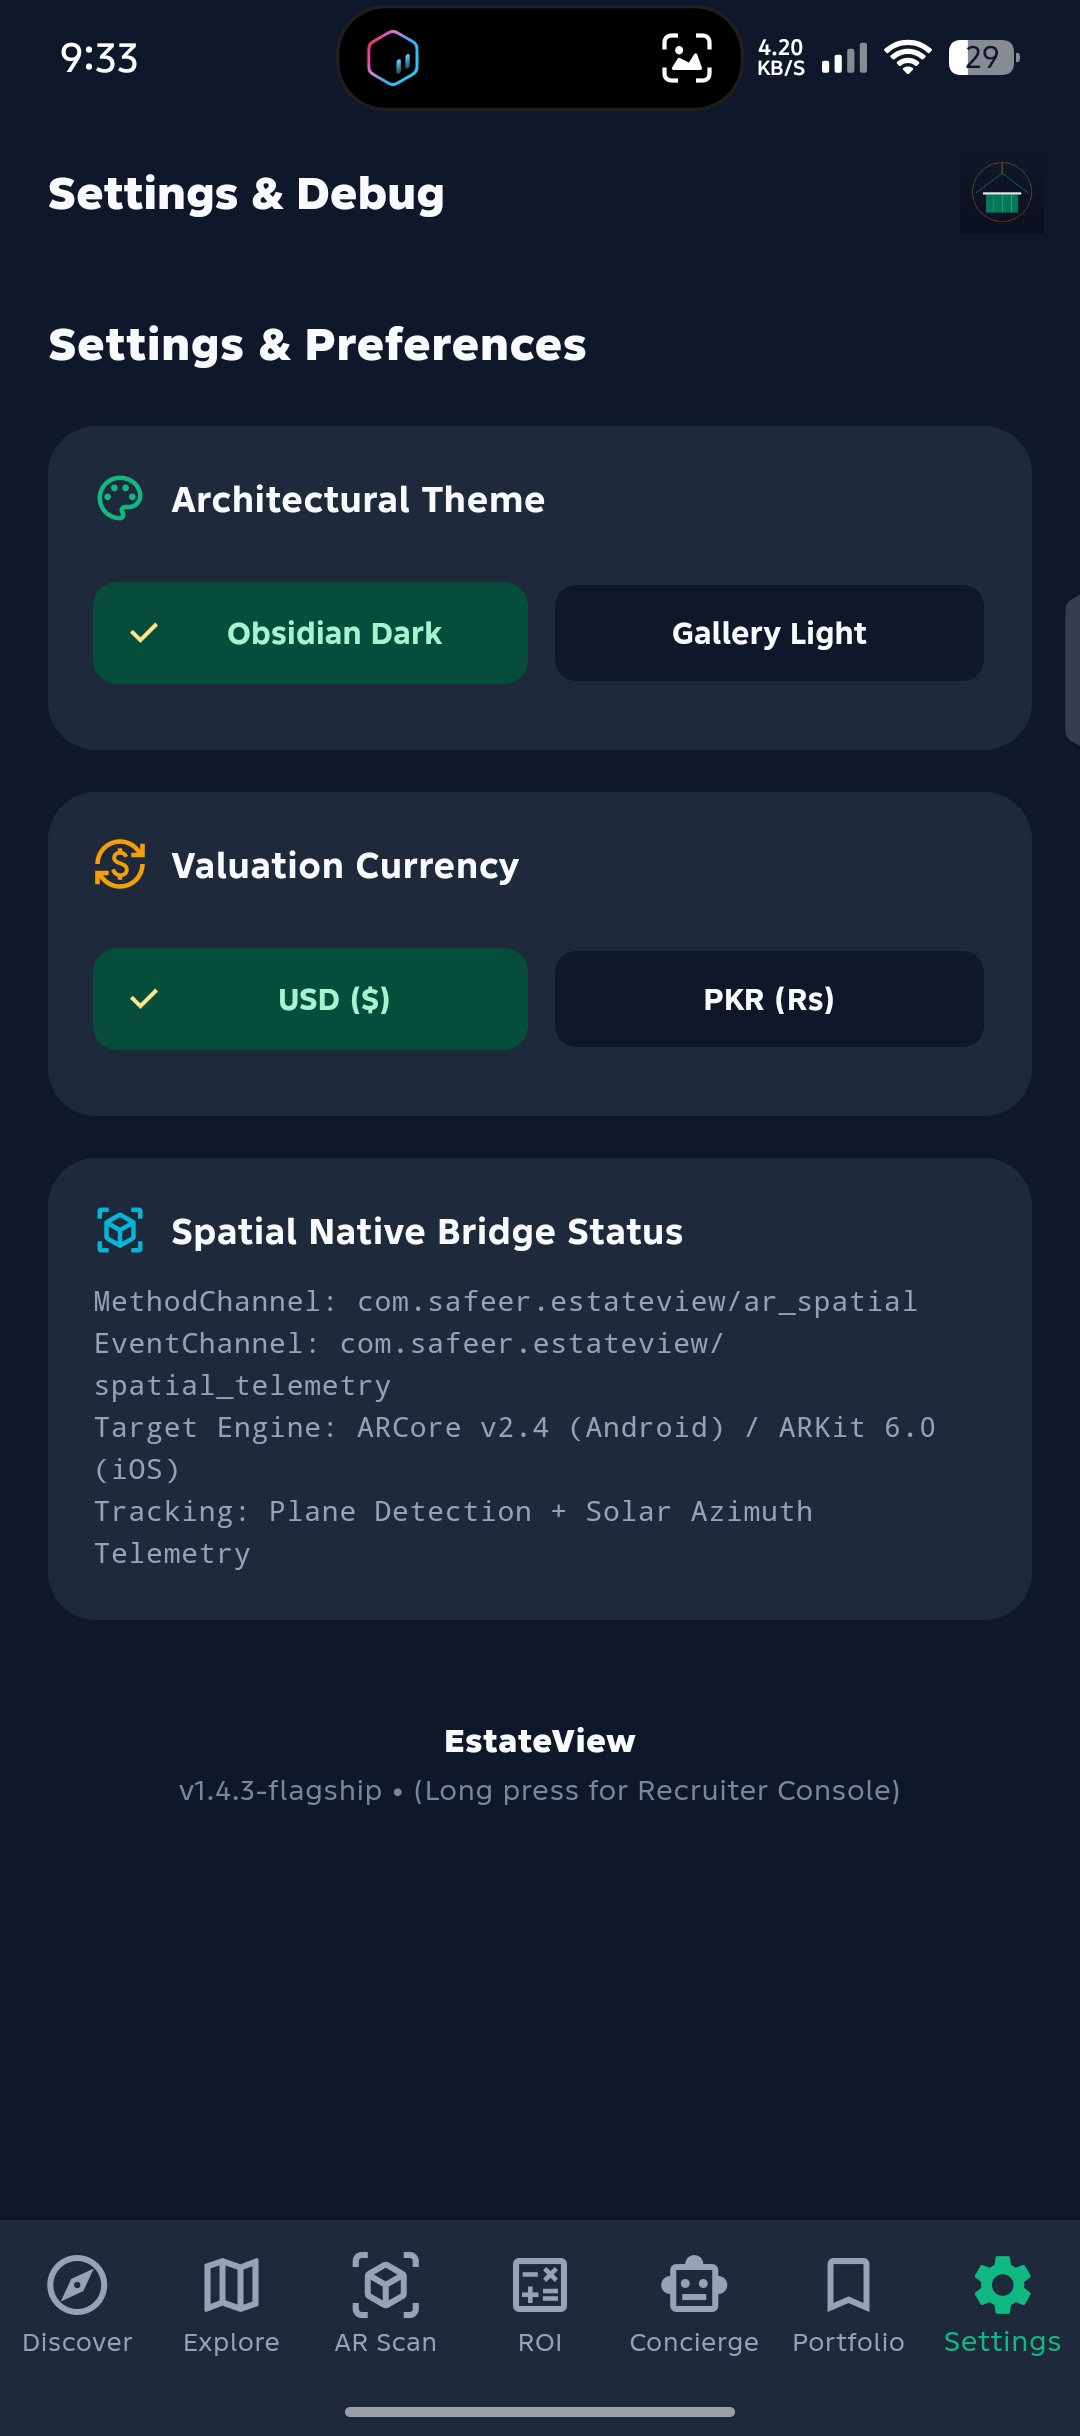 9:33
4.20
KB/S
29
Settings & Debug
Settings & Preferences
Architectural Theme
Obsidian Dark
Gallery Light
Valuation Currency
USD ($)
PKR (Rs)
Spatial Native Bridge Status
MethodChannel: com.safeer.estateview/ar_spatial
EventChannel: com.safeer.estateview/
spatial_telemetry
Target Engine: ARCore v2.4 (Android) / ARKit 6.0
(iOS)
Tracking: Plane Detection + Solar Azimuth
Telemetry
EstateView
v1.4.3-flagship • (Long press for Recruiter Console)
Discover
Explore
AR Scan
ROI
Concierge
Portfolio
Settings